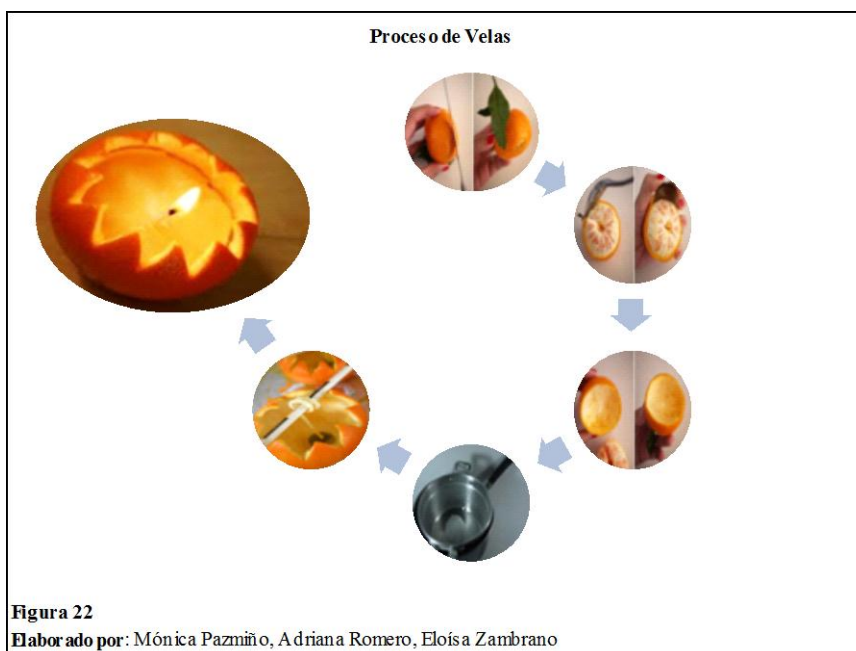 Proceso de Velas
Figura 22
Elaborado por: Mónica Pazmiño, Adriana Romero, Eloísa Zambrano